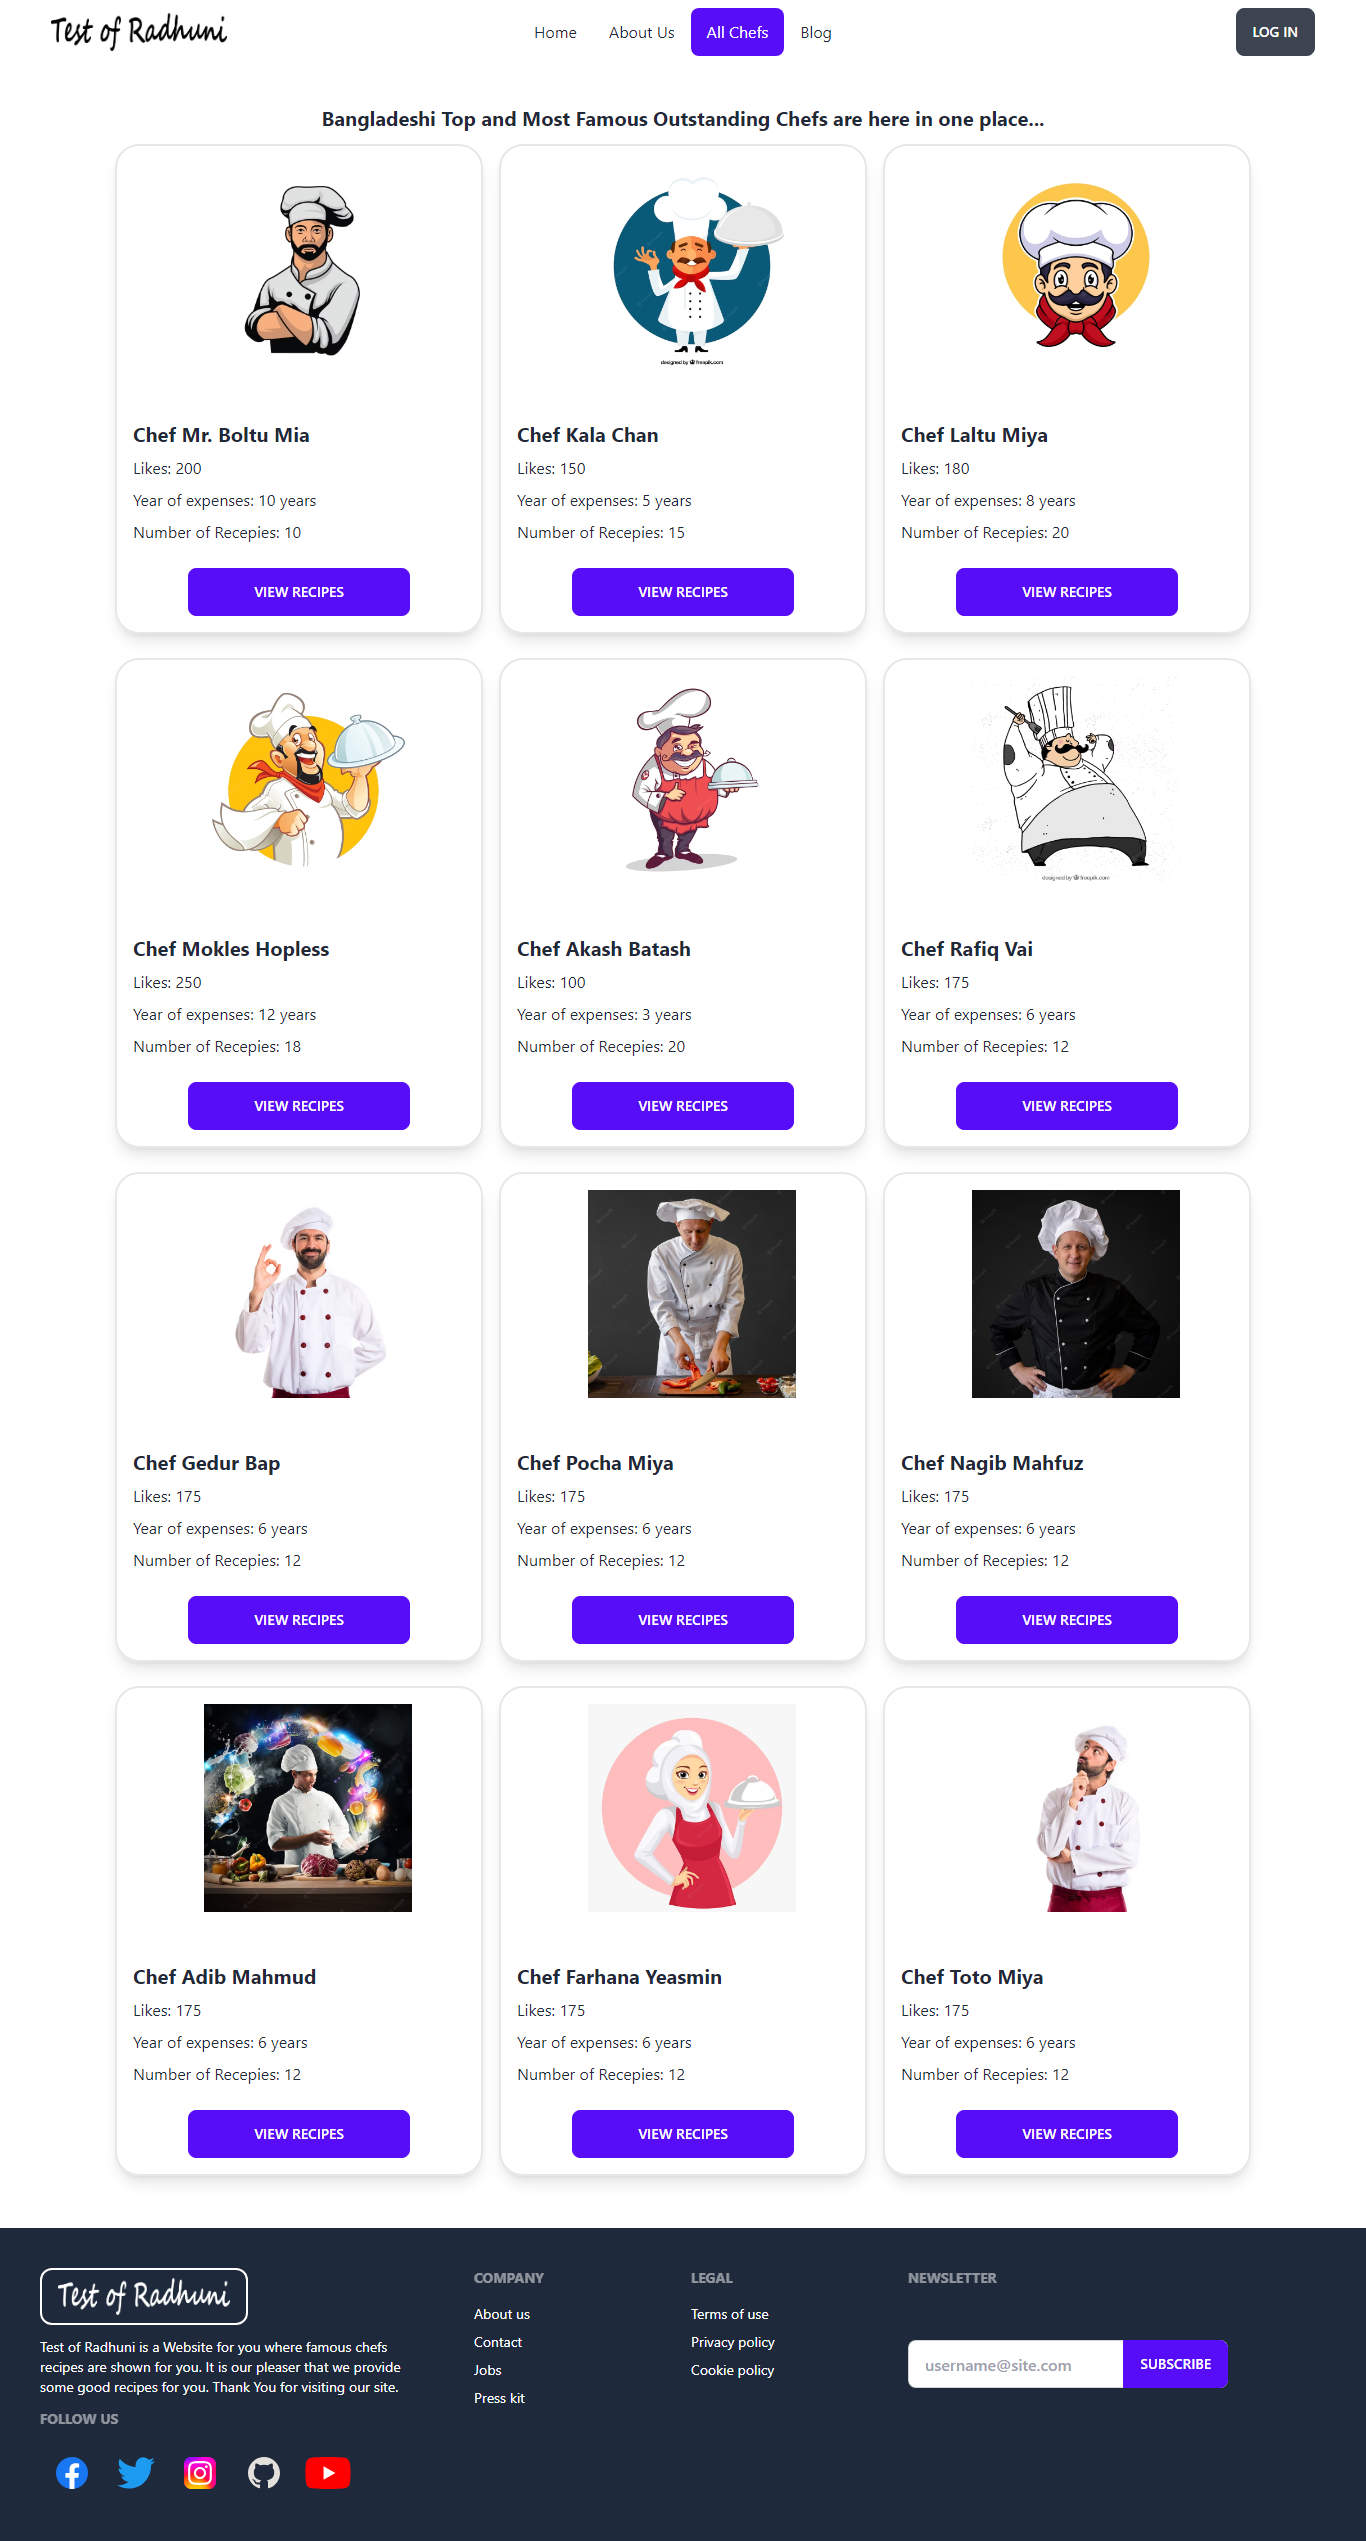 Test of Radhuni
Home About Us All Chefs Blog
LOG IN
Bangladeshi Top and Most Famous Outstanding Chefs are here in one place...
designed by freepik.com
Chef Mr. Boltu Mia
Likes: 200
Year of expenses: 10 years
Number of Recepies: 10
VIEW RECIPES
Chef Kala Chan
Likes: 150
Year of expenses: 5 years
Number of Recepies: 15
VIEW RECIPES
Chef Laltu Miya
Likes: 180
Year of expenses: 8 years
Number of Recepies: 20
VIEW RECIPES
designed by freepik.com
Chef Mokles Hopless
Likes: 250
Year of expenses: 12 years
Number of Recepies: 18
VIEW RECIPES
Chef Akash Batash
Likes: 100
Year of expenses: 3 years
Number of Recepies: 20
VIEW RECIPES
Chef Rafiq Vai
Likes: 175
Year of expenses: 6 years
Number of Recepies: 12
VIEW RECIPES
Chef Gedur Bap
Likes: 175
Year of expenses: 6 years
Number of Recepies: 12
VIEW RECIPES
Chef Pocha Miya
Likes: 175
Year of expenses: 6 years
Number of Recepies: 12
VIEW RECIPES
Chef Nagib Mahfuz
Likes: 175
Year of expenses: 6 years
Number of Recepies: 12
VIEW RECIPES
Chef Adib Mahmud
Likes: 175
Year of expenses: 6 years
Number of Recepies: 12
VIEW RECIPES
Chef Farhana Yeasmin
Likes: 175
Year of expenses: 6 years
Number of Recepies: 12
VIEW RECIPES
Chef Toto Miya
Likes: 175
Year of expenses: 6 years
Number of Recepies: 12
VIEW RECIPES
Test of Radhuni
Test of Radhuni is a Website for you where famous chefs
recipes are shown for you. It is our pleaser that we provide
some good recipes for you. Thank You for visiting our site.
FOLLOW US
COMPANY
About us
Contact
Jobs
Press kit
LEGAL
Terms of use
Privacy policy
Cookie policy
NEWSLETTER
username@site.com
SUBSCRIBE